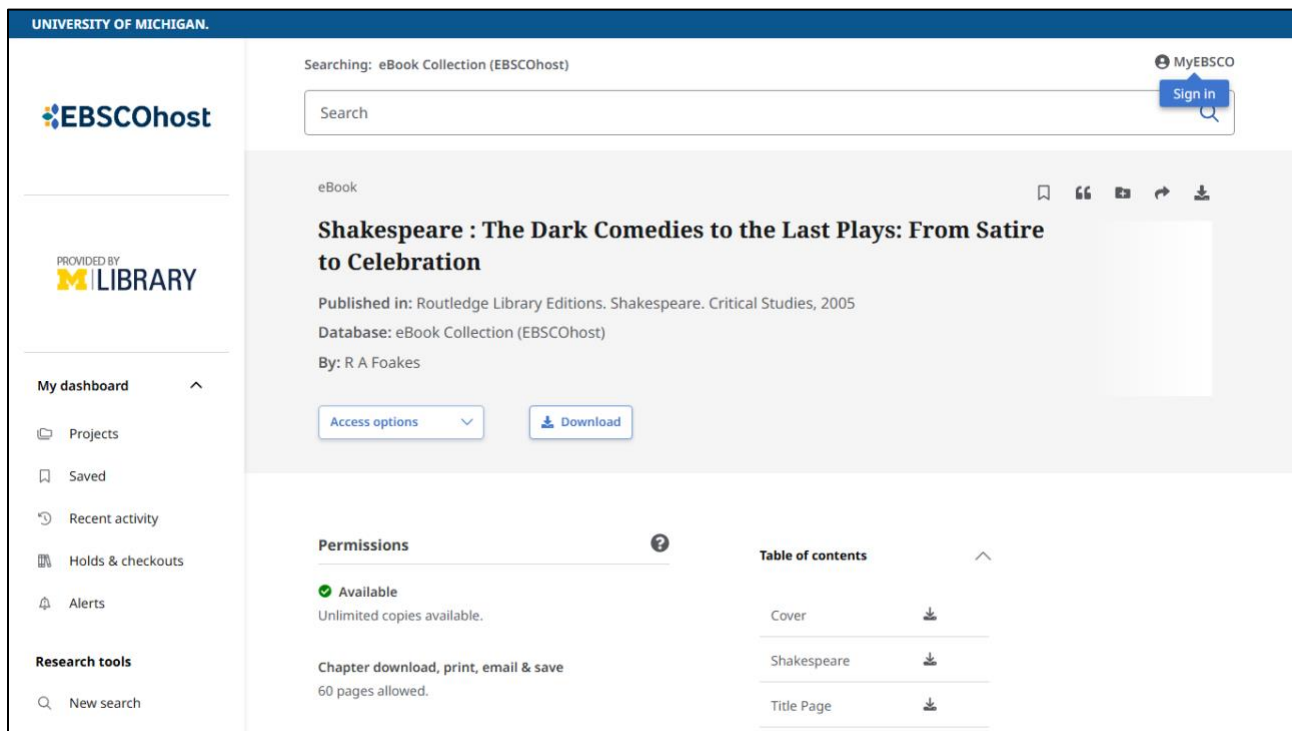 UNIVERSITY OF MICHIGAN.
Searching: eBook Collection (EBSCOhost)
MyEBSCO
Sign in
EBSCOhost
Search
PROVIDED BY
M LIBRARY
eBook
Shakespeare : The Dark Comedies to the Last Plays: From Satire
to Celebration
Published in: Routledge Library Editions. Shakespeare. Critical Studies, 2005
Database: eBook Collection (EBSCOhost)
By: R A Foakes
Access options
Download
My dashboard
Projects
Saved
Recent activity
Holds & checkouts
Alerts
Research tools
New search
Permissions
Available
Unlimited copies available.
Chapter download, print, email & save
60 pages allowed.
Table of contents
Cover
Shakespeare
Title Page